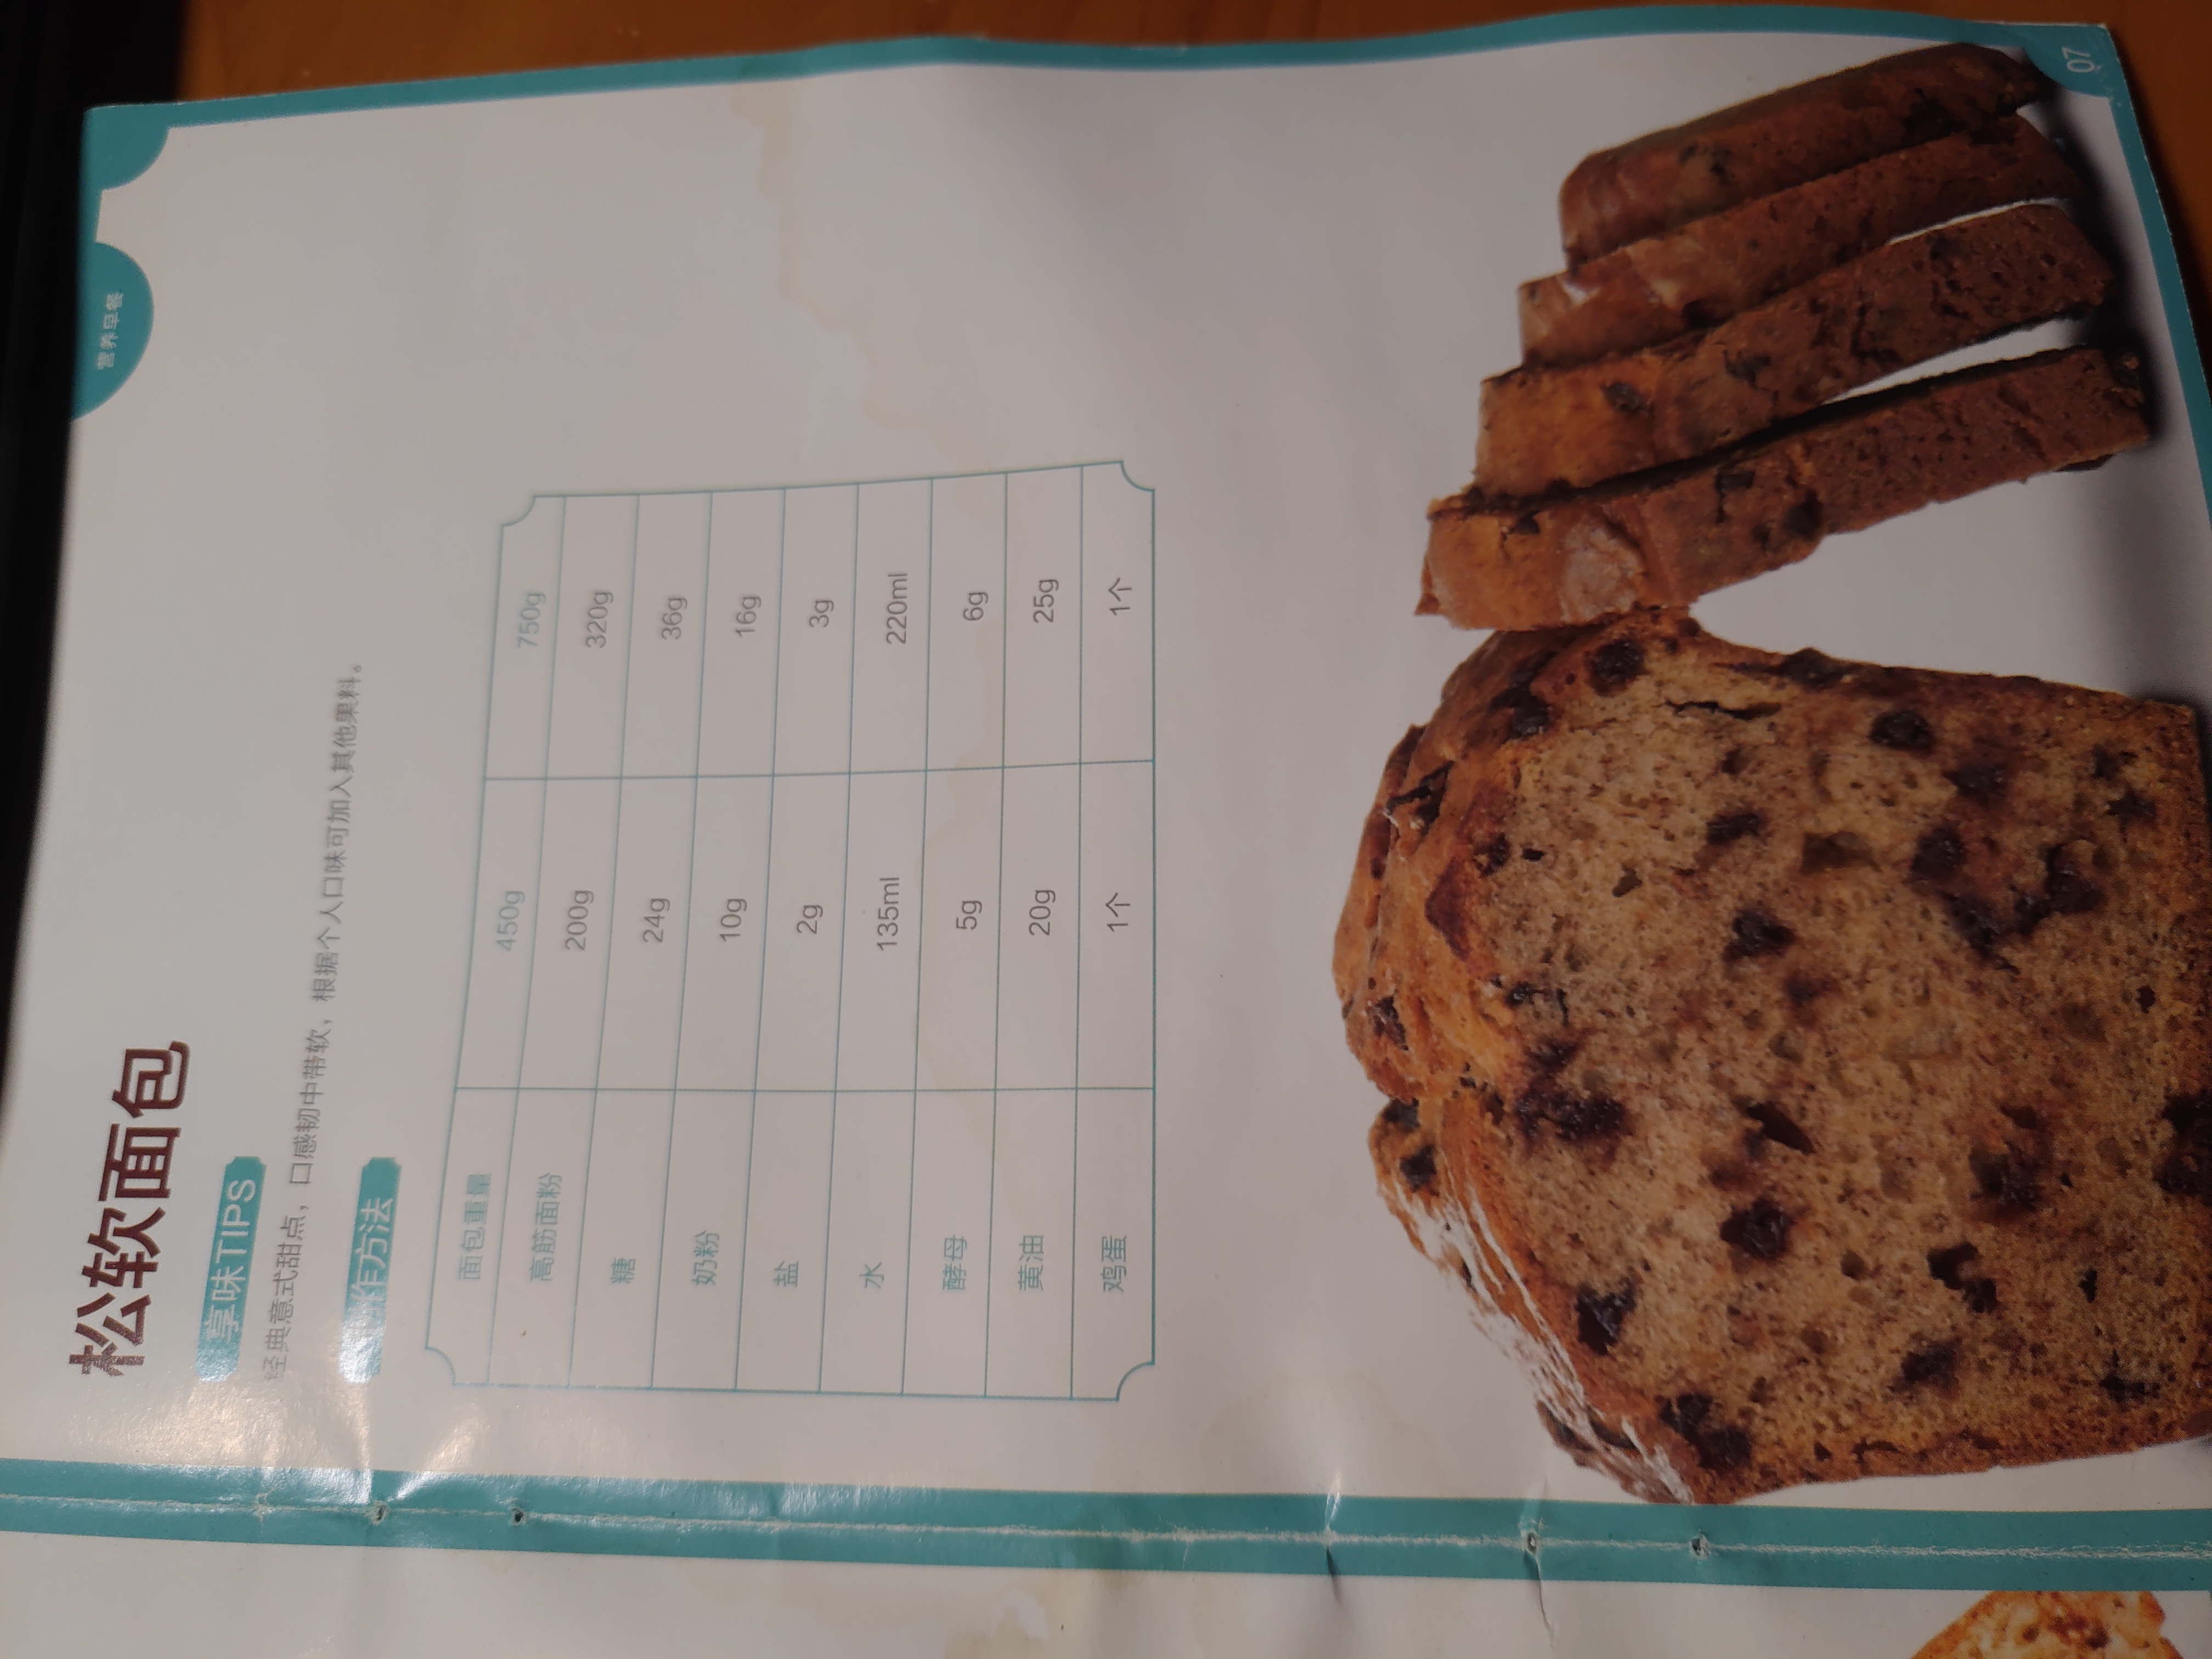 营养早餐
松软面包
享味TIPS
经典意式甜点，口感韧中带软，根据个人口味可加入其他果料。
制作方法
面包重量 450g 750g
高筋面粉 200g 320g
糖 24g 36g
奶粉 10g 16g
盐 2g 3g
水 135ml 220ml
酵母 5g 6g
黄油 20g 25g
鸡蛋 1个 1个
07